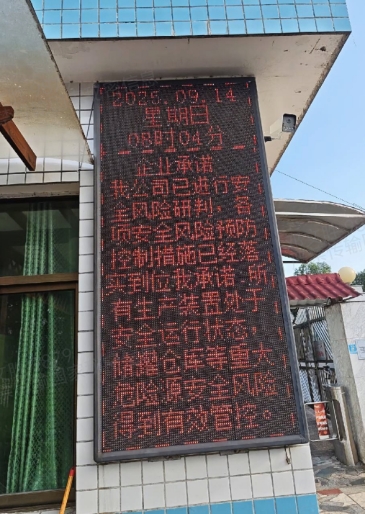 2025.09.14
星期日
08时04分
企业承诺
我公司已进行安
全风险研判，各
项安全风险预防
控制措施已经落
实到位我承诺，所
有生产装置处于
安全运行状态，
储罐仓库等重大
危险源安全风险
得到有效管控。